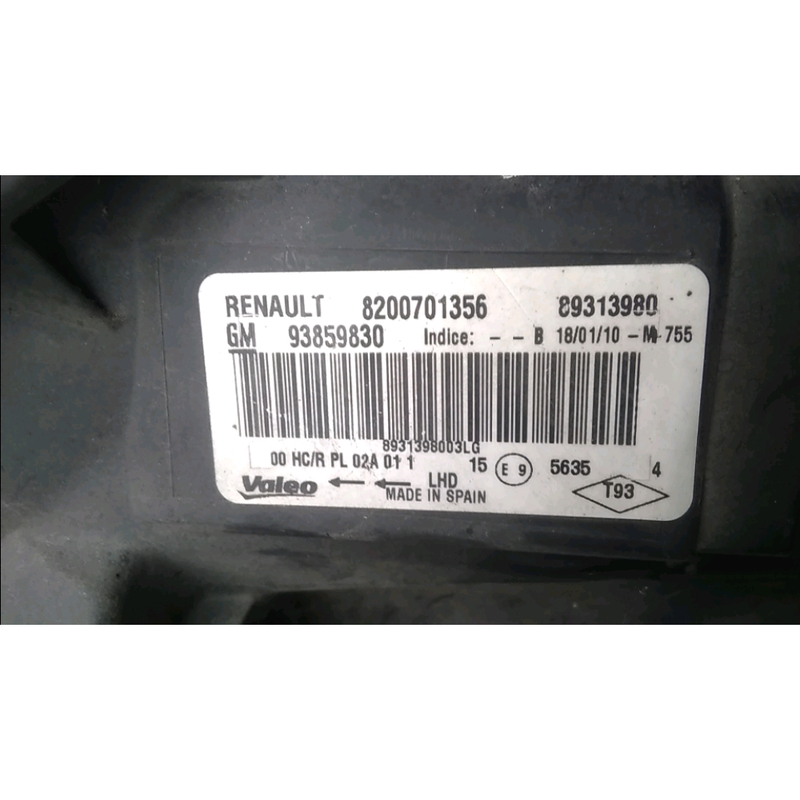 RENAULT 8200701356 89313980
GM 93859830 Indice: - - B 18/01/10 - M 755
8931398003LG
00 HC/R PL 02A 01 1 15 E 9 5635 4
Valeo LHD T93
MADE IN SPAIN